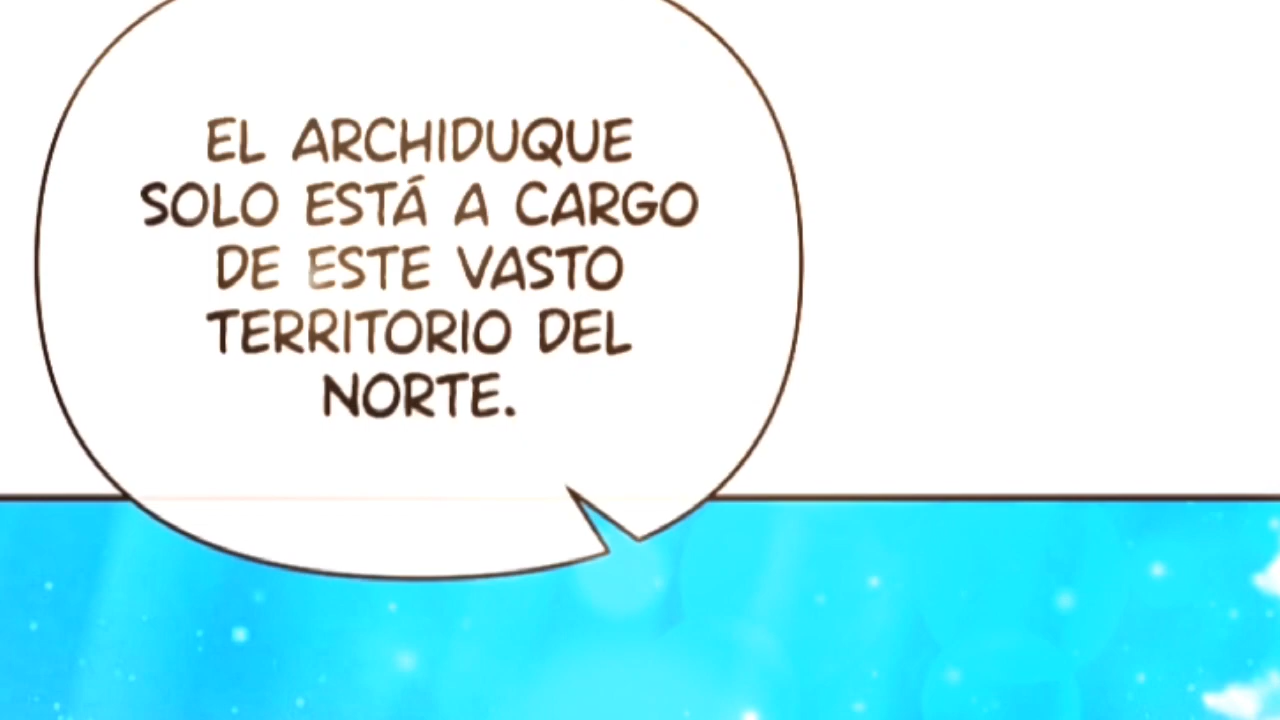 EL ARCHIDUQUE
SOLO ESTÁ A CARGO
DE ESTE VASTO
TERRITORIO DEL
NORTE.